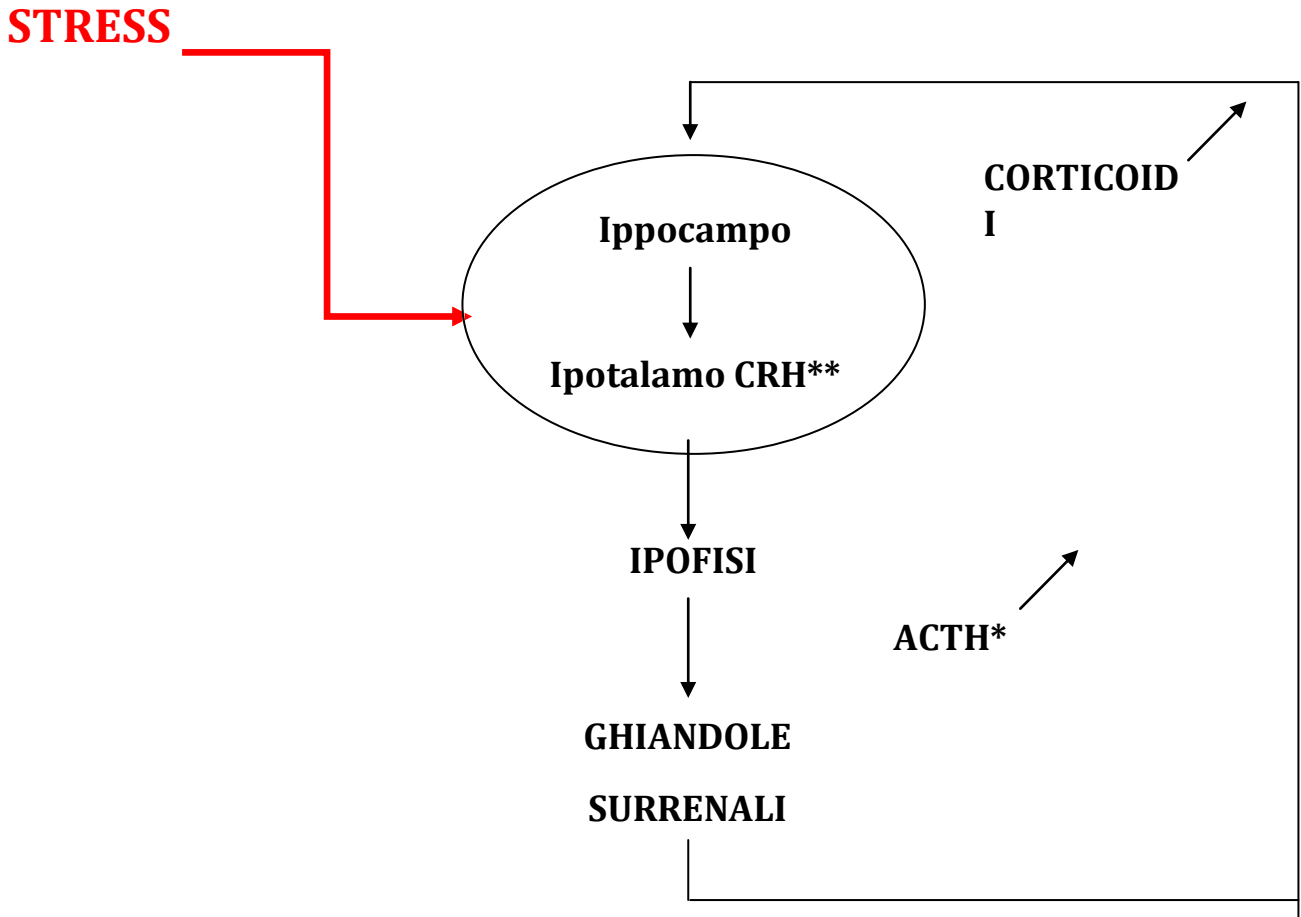 STRESS
CORTICOID
I
Ippocampo
Ipotalamo CRH**
IPOFISI
ACTH*
GHIANDOLE
SURRENALI